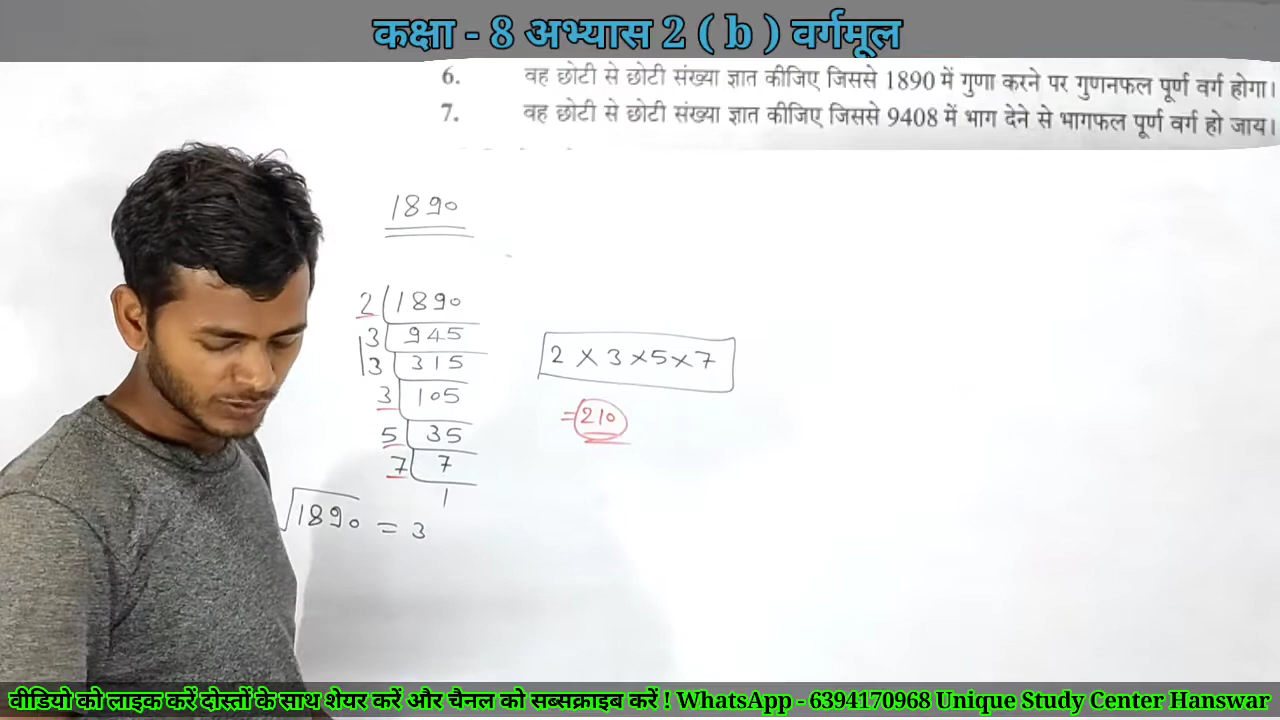 कक्षा - 8 अभ्यास 2 ( b ) वर्गमूल
6. वह छोटी से छोटी संख्या ज्ञात कीजिए जिससे 1890 में गुणा करने पर गुणनफल पूर्ण वर्ग होगा।
7. वह छोटी से छोटी संख्या ज्ञात कीजिए जिससे 9408 में भाग देने से भागफल पूर्ण वर्ग हो जाय।
1890
2 1890
3 945
3 315
3 105
5 35
7 7
1
2 × 3 × 5 × 7
= 210
√1890 = 3
वीडियो को लाइक करें दोस्तों के साथ शेयर करें और चैनल को सब्सक्राइब करें ! WhatsApp - 6394170968 Unique Study Center Hanswar